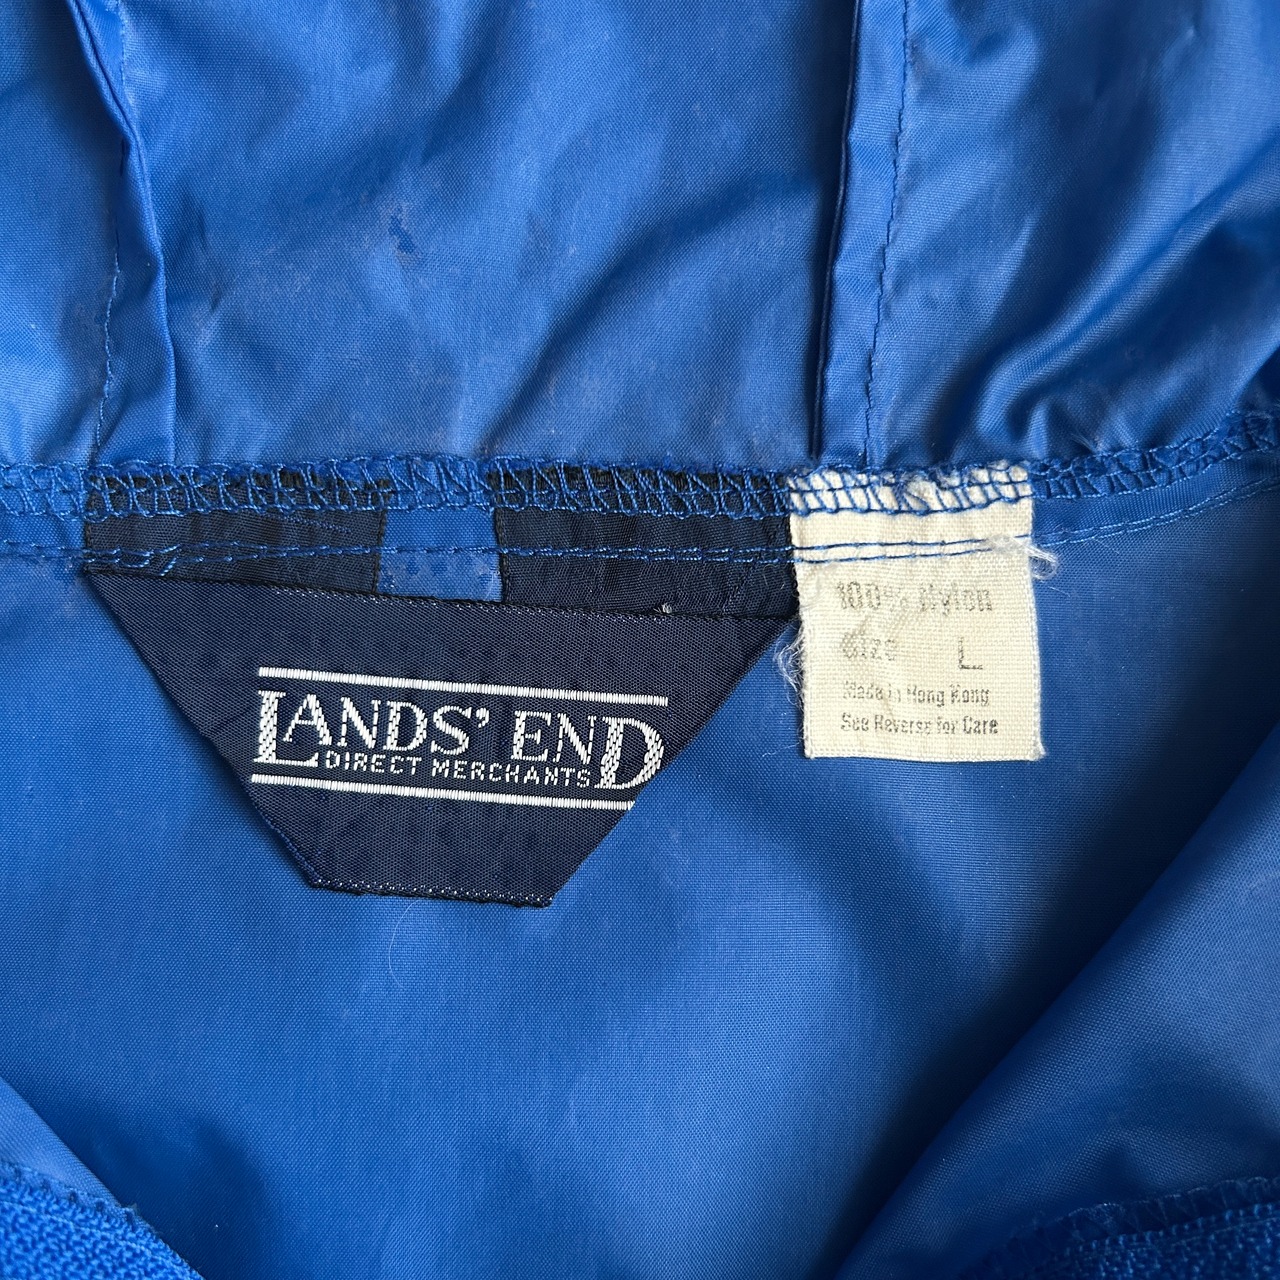 LANDS' END
DIRECT MERCHANTS
100% Nylon
Size L
Made in Hong Kong
See Reverse for Care